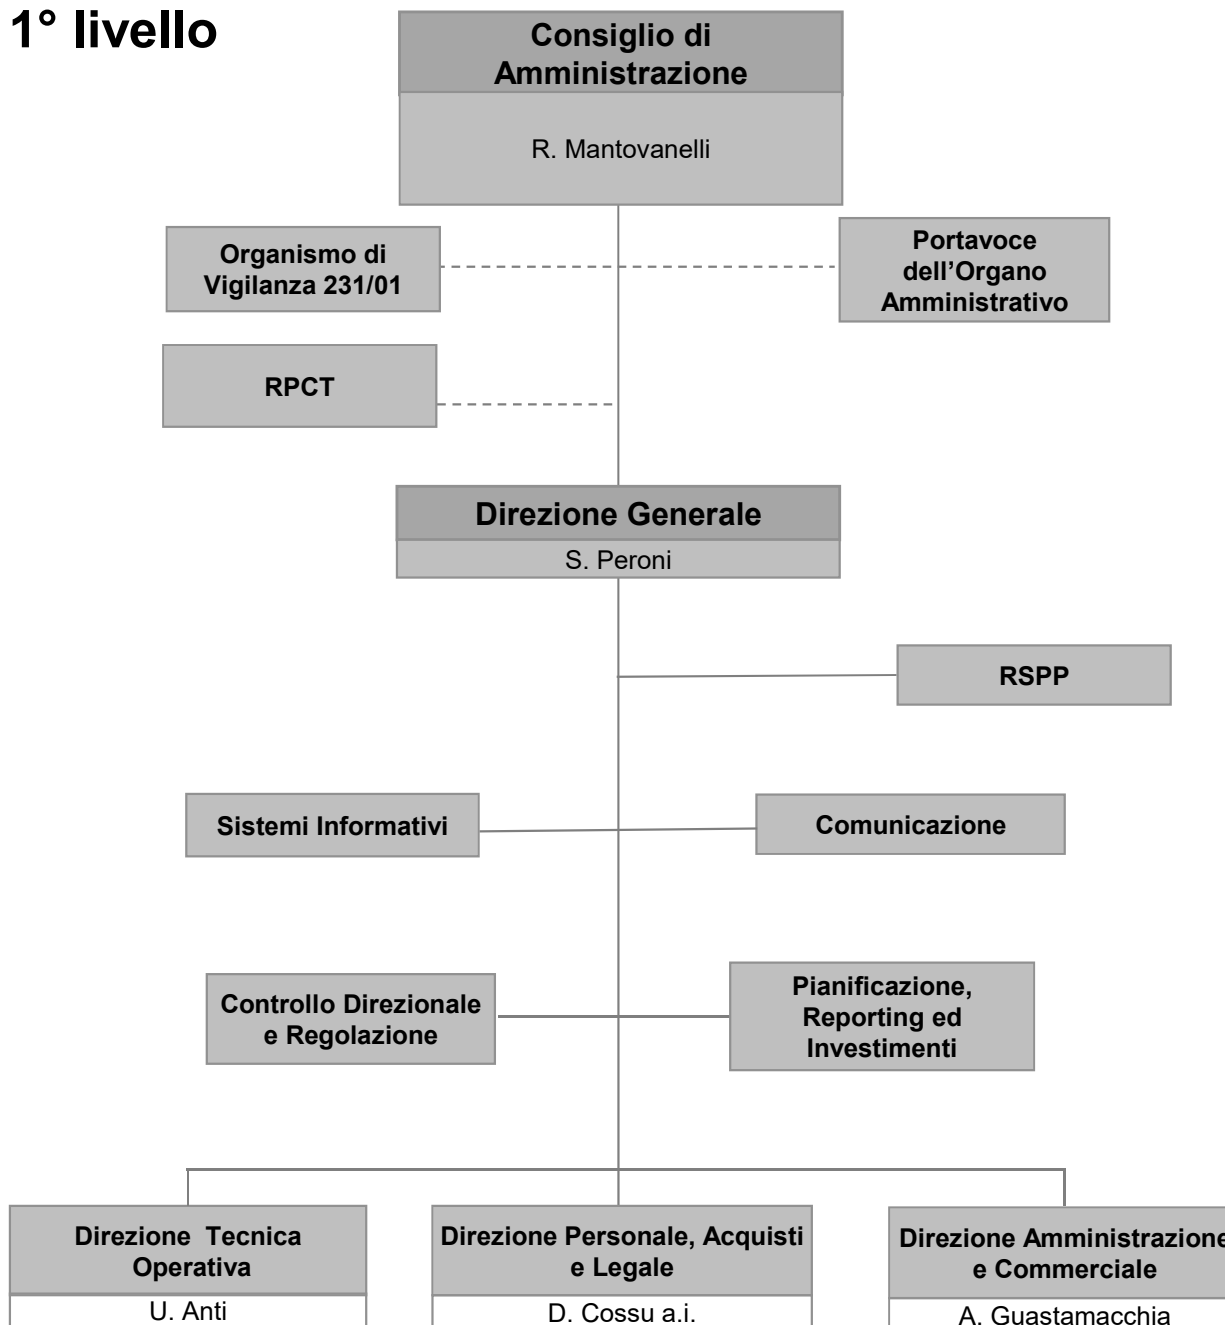 1° livello
Consiglio di
Amministrazione
R. Mantovanelli
Organismo di
Vigilanza 231/01
Portavoce
dell’Organo
Amministrativo
RPCT
Direzione Generale
S. Peroni
RSPP
Sistemi Informativi
Comunicazione
Controllo Direzionale
e Regolazione
Pianificazione,
Reporting ed
Investimenti
Direzione Tecnica
Operativa
U. Anti
Direzione Personale, Acquisti
e Legale
D. Cossu a.i.
Direzione Amministrazione
e Commerciale
A. Guastamacchia